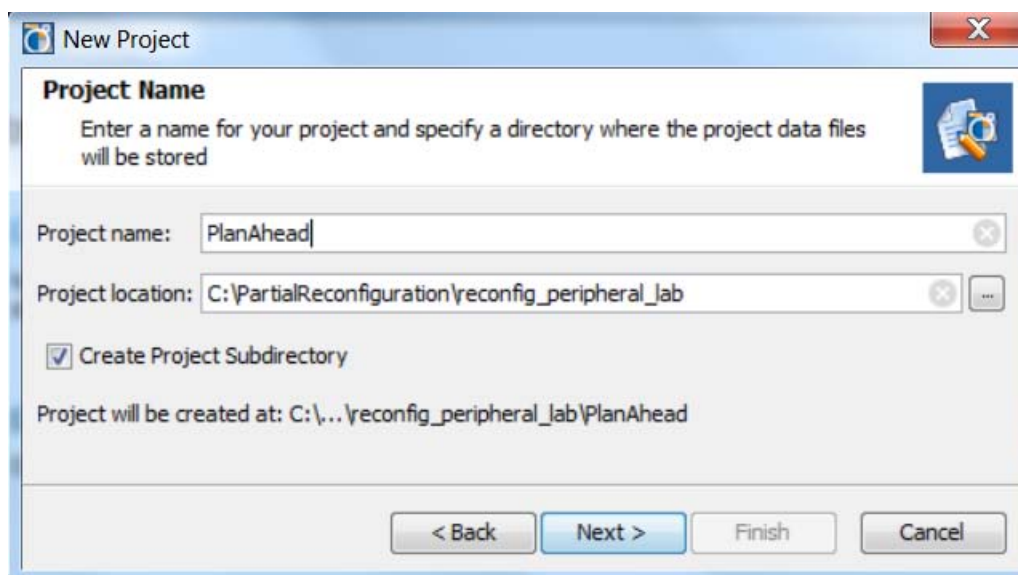 New Project
Project Name
Enter a name for your project and specify a directory where the project data files
will be stored
Project name: PlanAhead
Project location: C:\PartialReconfiguration\reconfig_peripheral_lab ...
Create Project Subdirectory
Project will be created at: C:\...\reconfig_peripheral_lab\PlanAhead
< Back Next > Finish Cancel